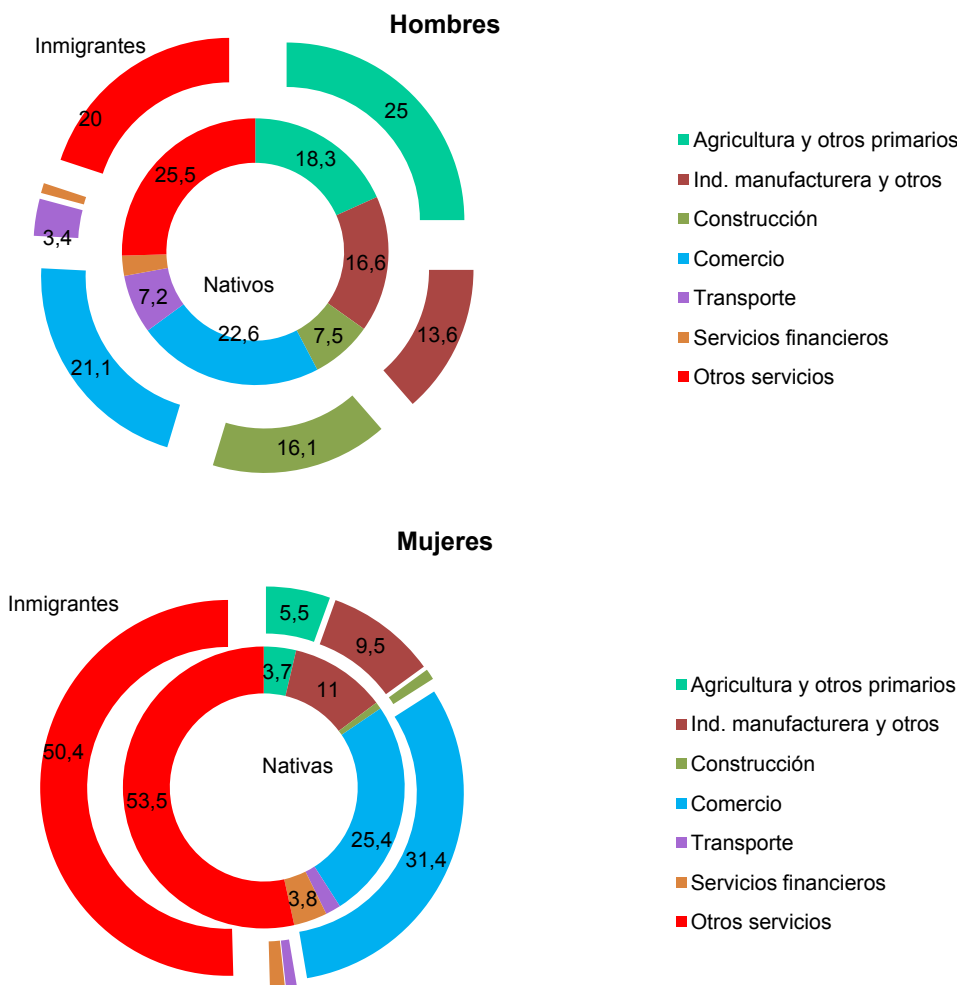 Hombres
Inmigrantes
20
25
18,3
25,5
16,6
3,4
7,2
Nativos
22,6
7,5
13,6
21,1
16,1
Agricultura y otros primarios
Ind. manufacturera y otros
Construcción
Comercio
Transporte
Servicios financieros
Otros servicios
Mujeres
Inmigrantes
5,5
9,5
3,7
11
50,4
Nativas
53,5
25,4
31,4
3,8
Agricultura y otros primarios
Ind. manufacturera y otros
Construcción
Comercio
Transporte
Servicios financieros
Otros servicios